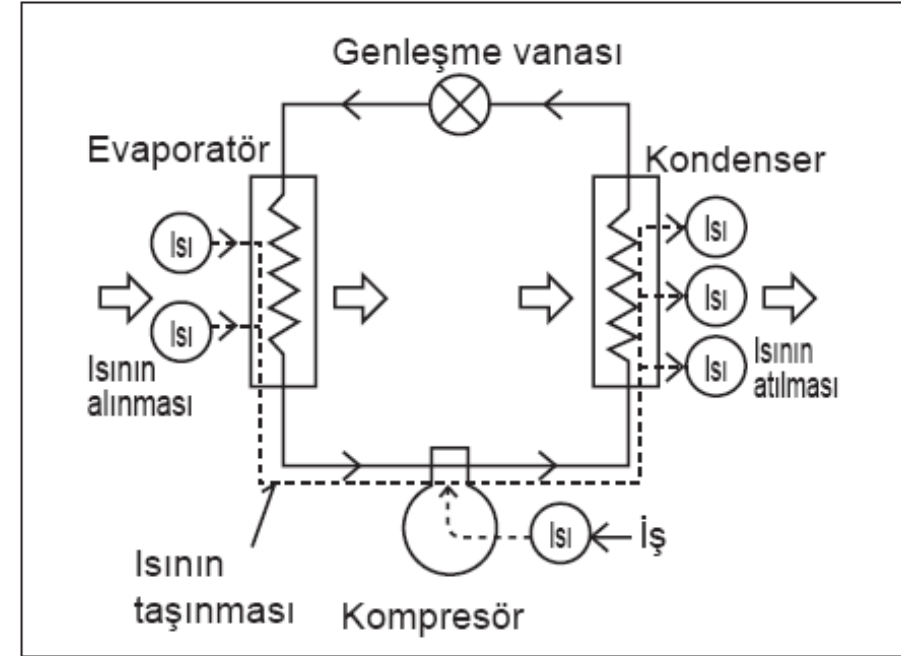 Genleşme vanası
Evaporatör
Kondenser
Isı
Isı
Isı
Isı
Isı
Isının
alınması
Isının
atılması
Isı
İş
Isının
taşınması
Kompresör